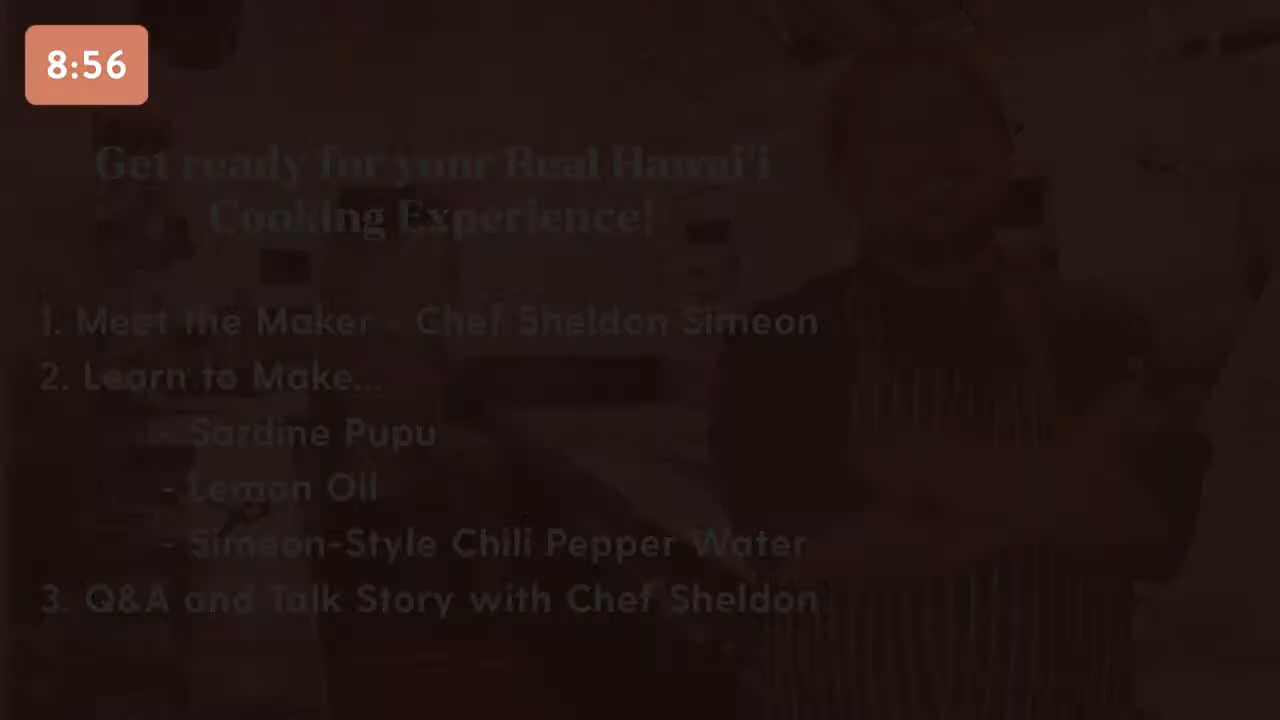 8:56
Get ready for your Real Hawai'i
Cooking Experience!
1. Meet the Maker - Chef Sheldon Simeon
2. Learn to Make...
- Sardine Pupu
- Lemon Oil
- Simeon-Style Chili Pepper Water
3. Q&A and Talk Story with Chef Sheldon